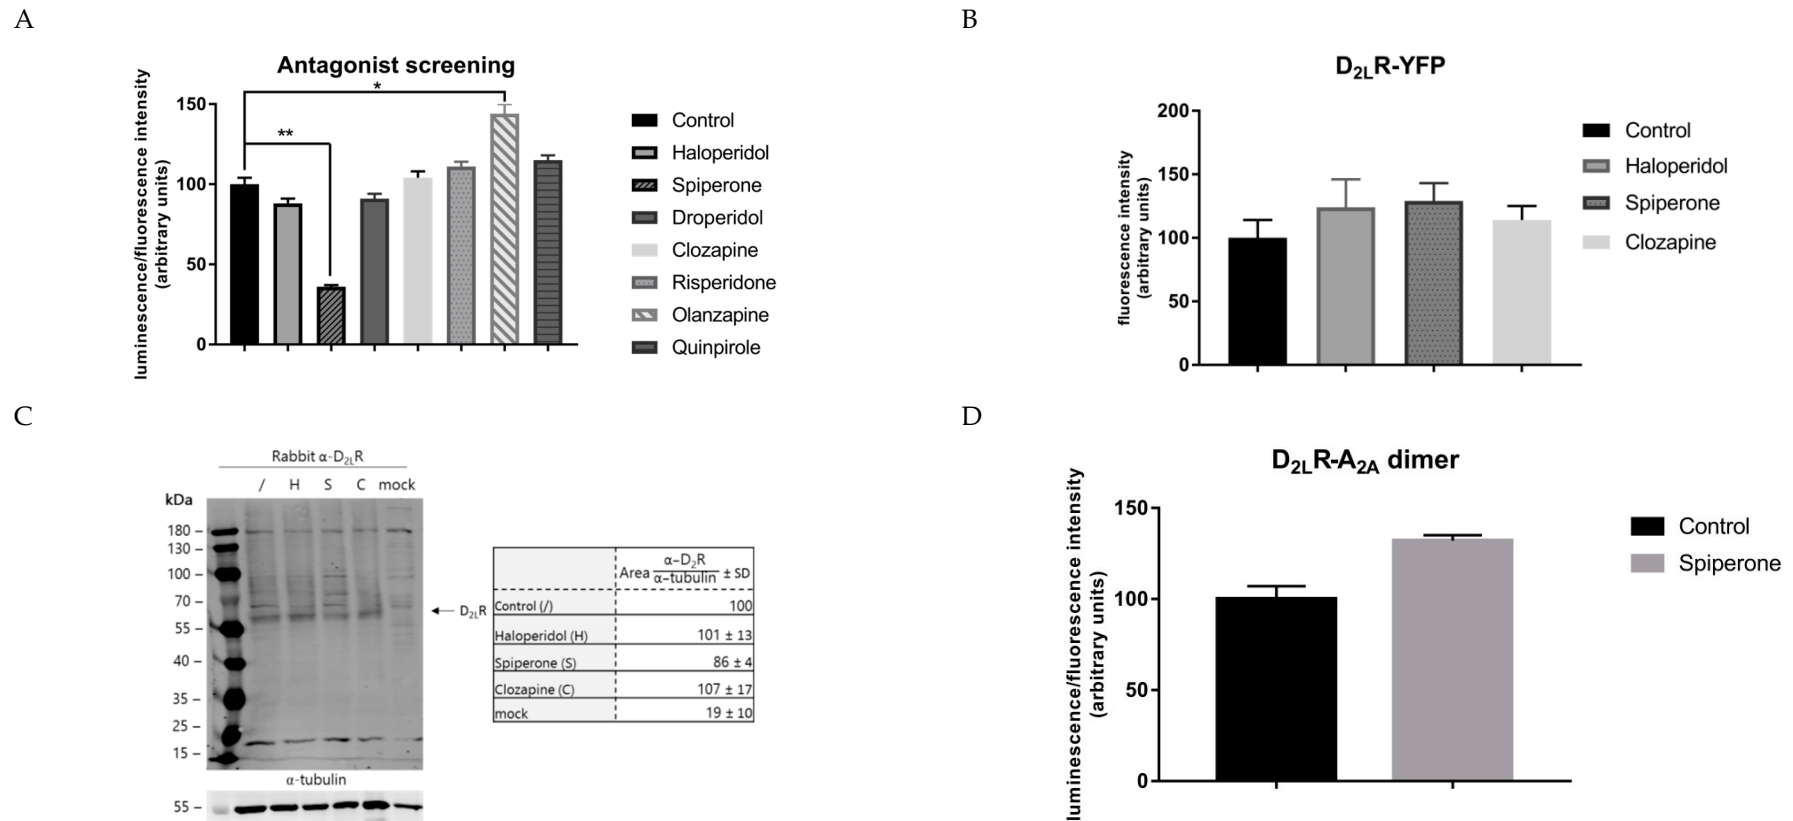 A
Antagonist screening
luminescence/fluorescence intensity
(arbitrary units)
150
100
50
0
*
**
Control
Haloperidol
Spiperone
Droperidol
Clozapine
Risperidone
Olanzapine
Quinpirole
B
D2LR-YFP
fluorescence intensity
(arbitrary units)
200
150
100
50
0
Control
Haloperidol
Spiperone
Clozapine
C
Rabbit α-D2LR
/ H S C mock
kDa
180 –
130 –
100 –
70 –
55 –
40 –
35 –
25 –
15 –
D2LR
α-tubulin
55 –
Area α–D2R/α–tubulin ± SD
Control (/) 100
Haloperidol (H) 101 ± 13
Spiperone (S) 86 ± 4
Clozapine (C) 107 ± 17
mock 19 ± 10
D
D2LR-A2A dimer
luminescence/fluorescence intensity
(arbitrary units)
150
100
50
0
Control
Spiperone